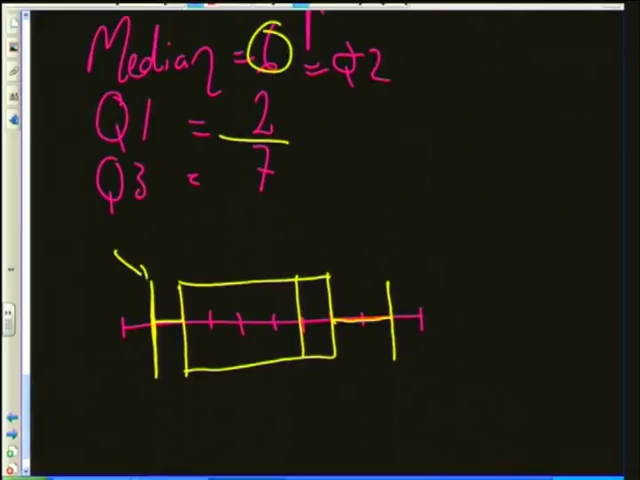 Median = 6 = Q2
Q1 = 2
Q3 = 7